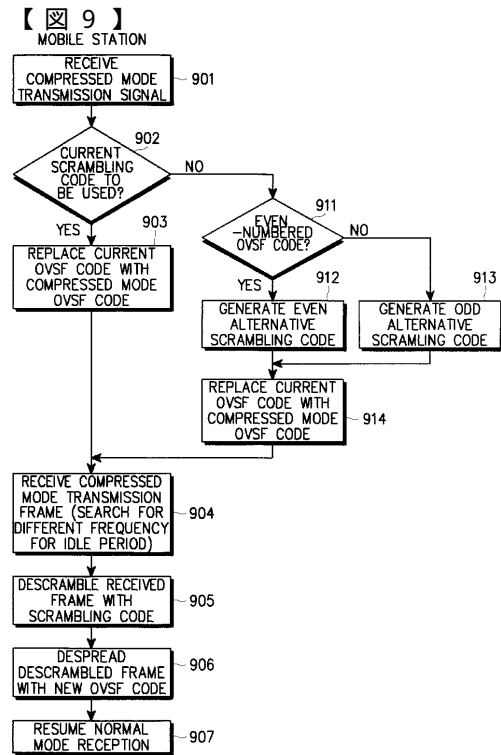 【図９】
MOBILE STATION
RECEIVE
COMPRESSED MODE
TRANSMISSION SIGNAL
901
902
CURRENT
SCRAMBLING
CODE TO
BE USED?
NO
YES
903
REPLACE CURRENT
OVSF CODE WITH
COMPRESSED MODE
OVSF CODE
911
EVEN
-NUMBERED
OVSF CODE?
NO
YES
912
GENERATE EVEN
ALTERNATIVE
SCRAMBLING CODE
913
GENERATE ODD
ALTERNATIVE
SCRAMLING CODE
REPLACE CURRENT
OVSF CODE WITH
COMPRESSED MODE
OVSF CODE
914
RECEIVE COMPRESSED
MODE TRANSMISSION
FRAME (SEARCH FOR
DIFFERENT FREQUENCY
FOR IDLE PERIOD)
904
DESCRAMBLE RECEIVED
FRAME WITH
SCRAMBLING CODE
905
DESPREAD
DESCRAMBLED FRAME
WITH NEW OVSF CODE
906
RESUME NORMAL
MODE RECEPTION
907